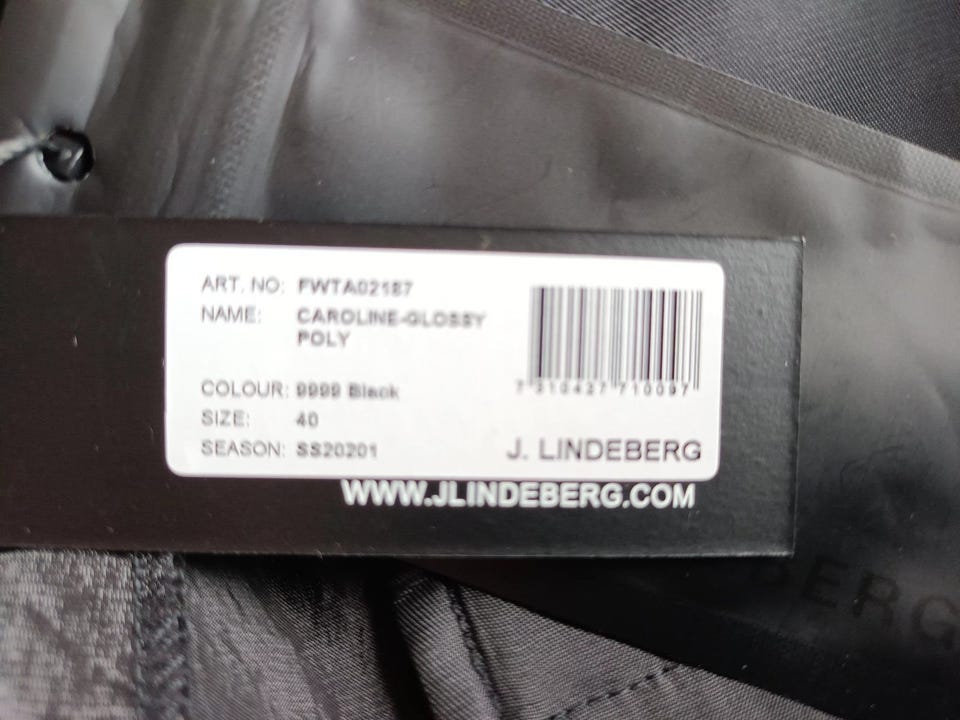 ART. NO: FWTA02187
NAME: CAROLINE-GLOSSY
POLY
COLOUR: 9999 Black
SIZE: 40
SEASON: SS20201
7 310427 710097
J. LINDEBERG
WWW.JLINDEBERG.COM
BERG